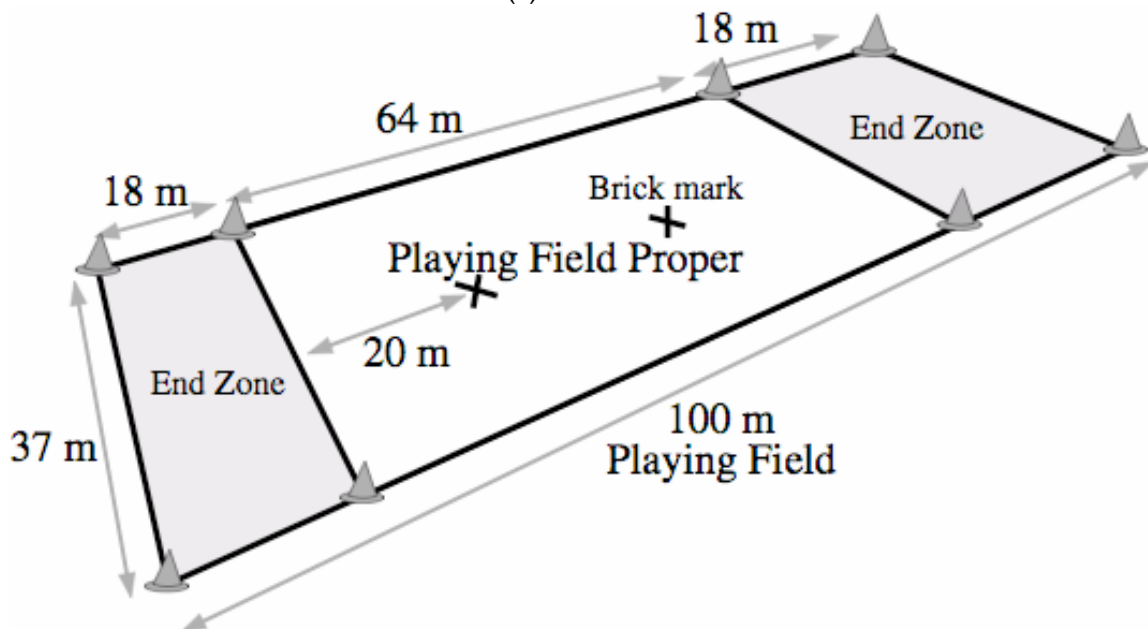 18 m
64 m
End Zone
18 m
Brick mark
Playing Field Proper
20 m
End Zone
37 m
100 m
Playing Field